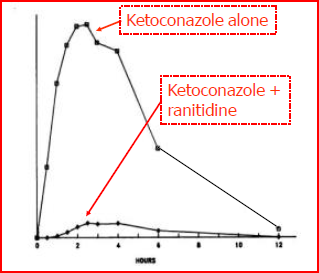 Ketoconazole alone
Ketoconazole +
ranitidine
0 2 4 6 8 10 12
HOURS